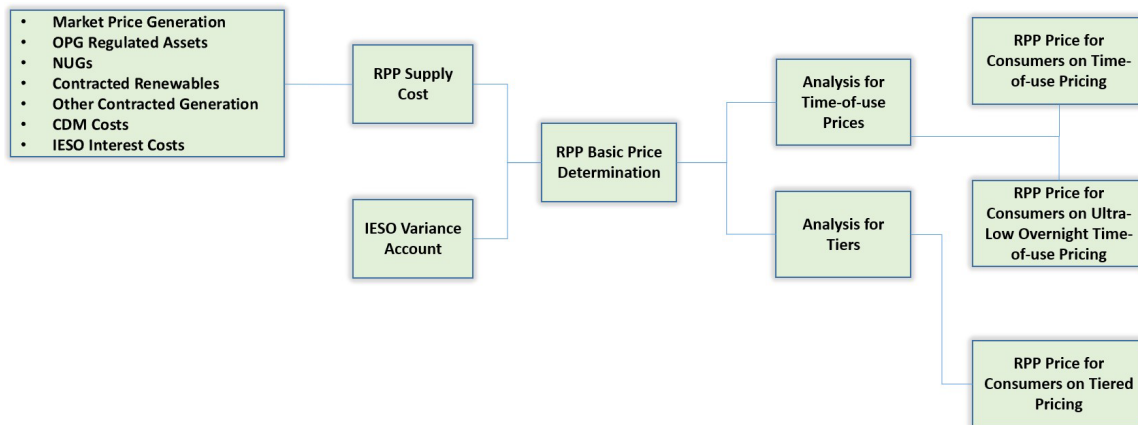 • Market Price Generation
• OPG Regulated Assets
• NUGs
• Contracted Renewables
• Other Contracted Generation
• CDM Costs
• IESO Interest Costs
RPP Supply
Cost
IESO Variance
Account
RPP Basic Price
Determination
Analysis for
Time-of-use
Prices
Analysis for
Tiers
RPP Price for
Consumers on Time-
of-use Pricing
RPP Price for
Consumers on Ultra-
Low Overnight Time-
of-use Pricing
RPP Price for
Consumers on Tiered
Pricing